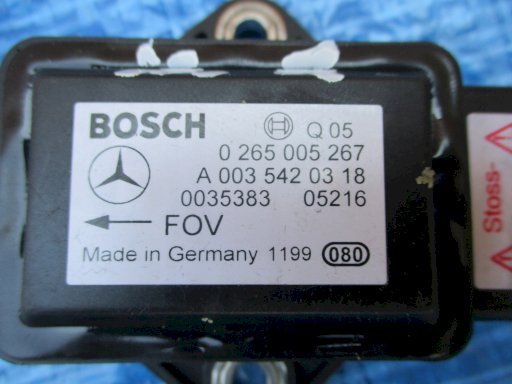 BOSCH Q 05
0 265 005 267
A 003 542 03 18
0035383 05216
FOV
Made in Germany 1199 080
Stoss-